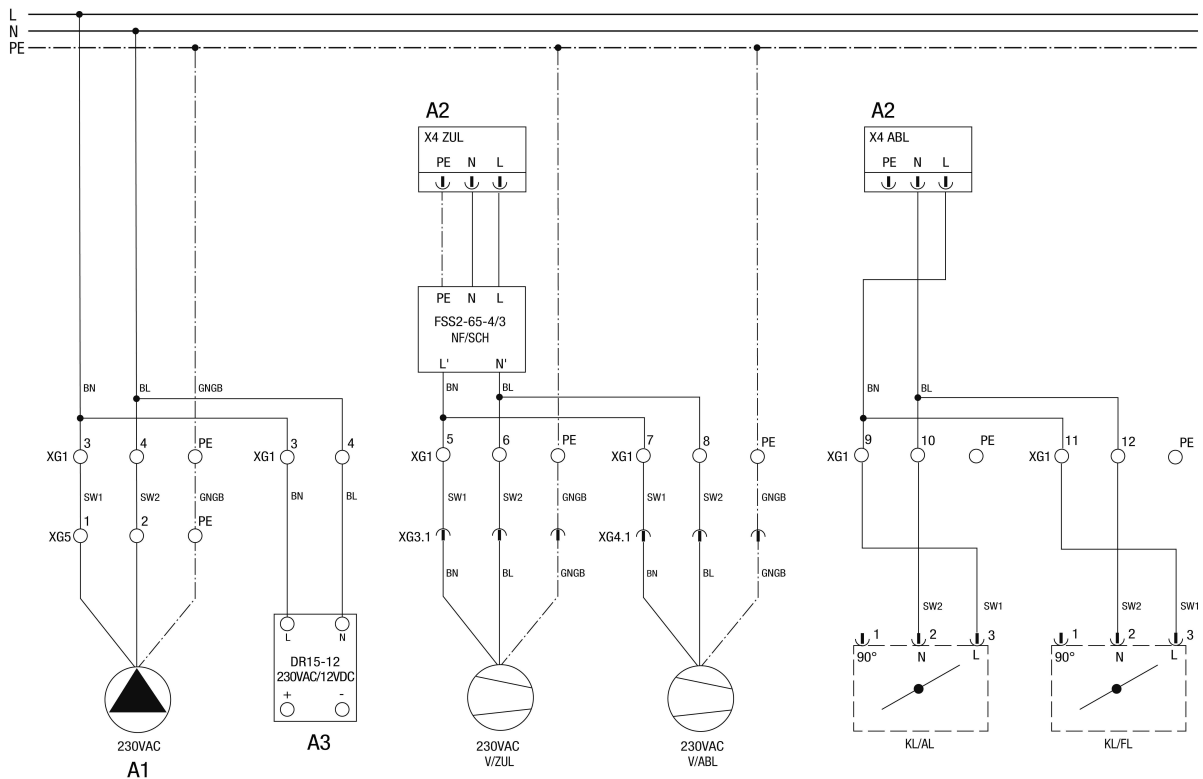 L
N
PE
A2
A2
X4 ZUL
X4 ABL
PE N L
PE N L
PE N L
FSS2-65-4/3
NF/SCH
L' N'
BN BL GNGB BN BL BN BL
3 4 PE 3 4 5 6 PE 7 8 PE 9 10 PE 11 12 PE
XG1 XG1 XG1 XG1 XG1 XG1
SW1 SW2 GNGB BN BL SW1 SW2 GNGB SW1 SW2 GNGB
1 2 PE
XG5 XG3.1 XG4.1
BN BL GNGB BN BL GNGB
SW2 SW1 SW2 SW1
L N
1 2 3 1 2 3
90° N L 90° N L
DR15-12
230VAC/12VDC
+ -
A3
230VAC
A1
230VAC
V/ZUL
230VAC
V/ABL
KL/AL
KL/FL